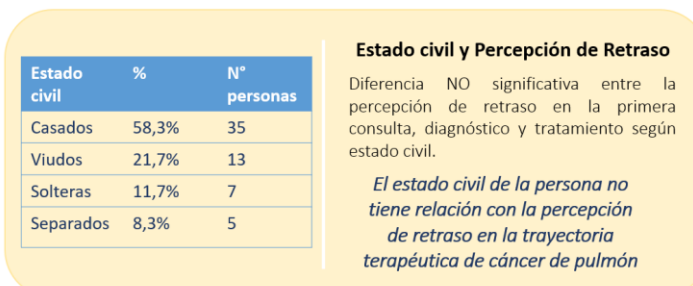 Estado civil % N° personas
Casados 58,3% 35
Viudos 21,7% 13
Solteras 11,7% 7
Separados 8,3% 5
Estado civil y Percepción de Retraso
Diferencia NO significativa entre la
percepción de retraso en la primera
consulta, diagnóstico y tratamiento según
estado civil.
El estado civil de la persona no
tiene relación con la percepción
de retraso en la trayectoria
terapéutica de cáncer de pulmón